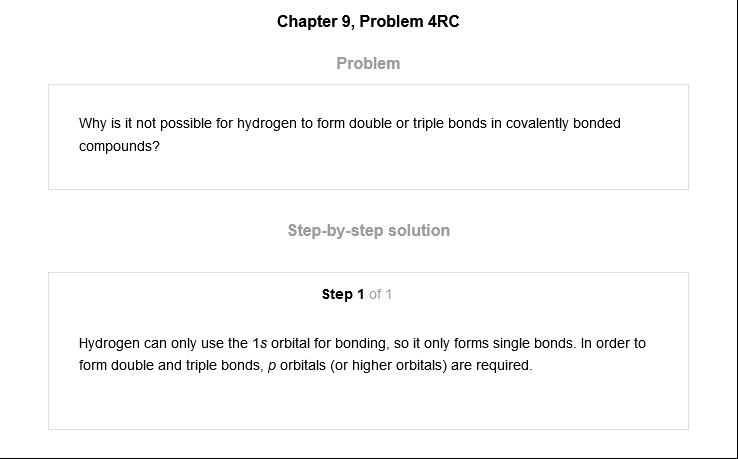 Chapter 9, Problem 4RC
Problem
Why is it not possible for hydrogen to form double or triple bonds in covalently bonded
compounds?
Step-by-step solution
Step 1 of 1
Hydrogen can only use the 1s orbital for bonding, so it only forms single bonds. In order to
form double and triple bonds, p orbitals (or higher orbitals) are required.